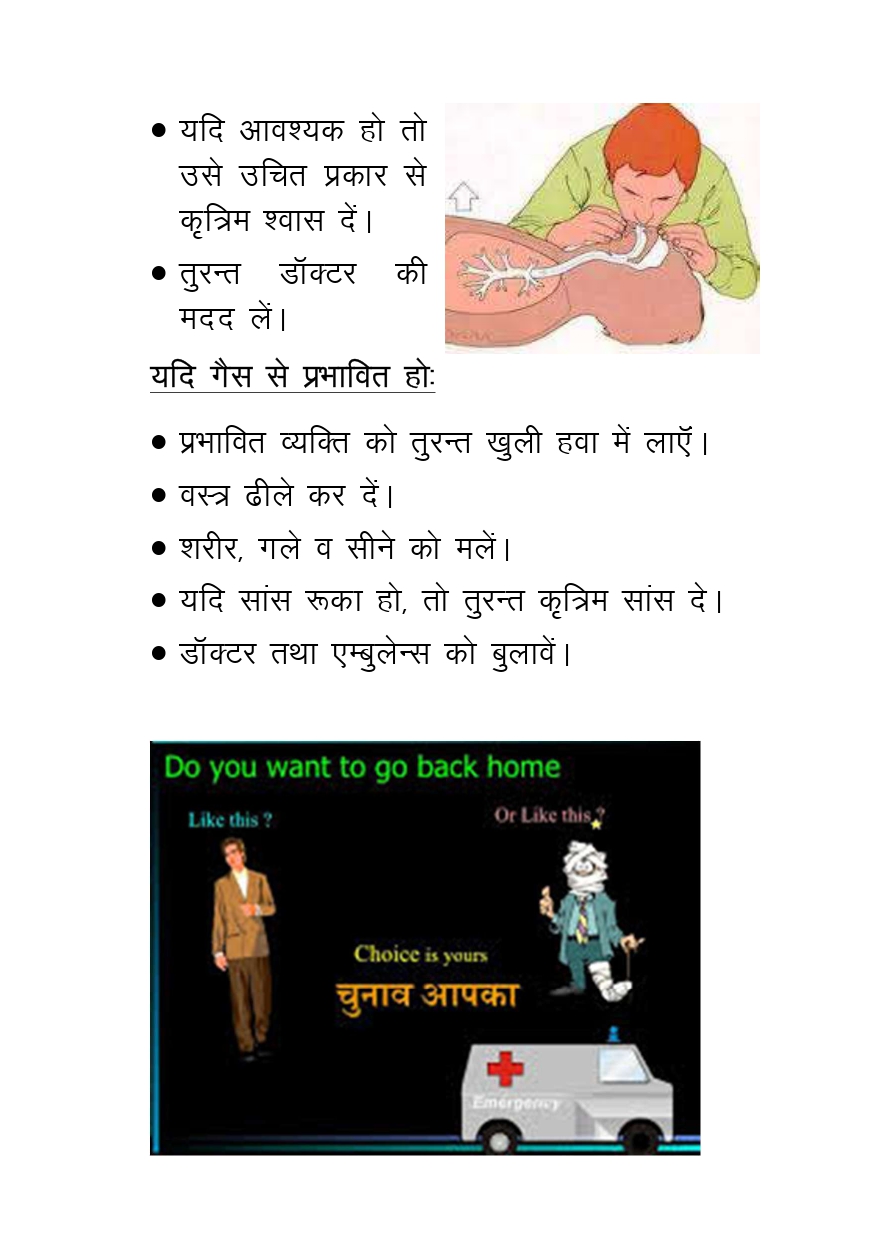 • यदि आवश्यक हो तो
उसे उचित प्रकार से
कृत्रिम श्वास दें।
• तुरन्त डॉक्टर की
मदद लें।
यदि गैस से प्रभावित होः
• प्रभावित व्यक्ति को तुरन्त खुली हवा में लाऍ।
• वस्त्र ढीले कर दें।
• शरीर, गले व सीने को मलें।
• यदि सांस रूका हो, तो तुरन्त कृत्रिम सांस दे।
• डॉक्टर तथा एम्बुलेन्स को बुलावें।
Do you want to go back home
Like this ?
Or Like this ?
Choice is yours
चुनाव आपका
Emergency